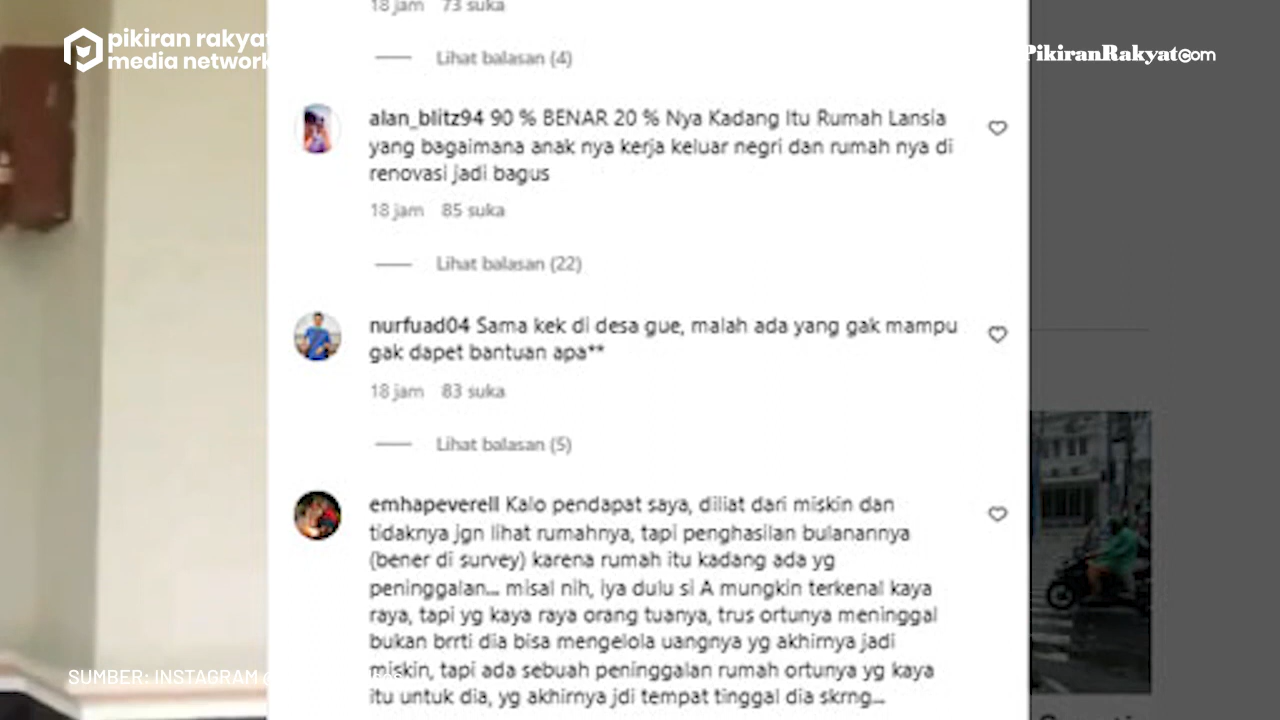 pikiran rakyat
media network
PikiranRakyat.com
18 jam 73 suka
Lihat balasan (4)
alan_blitz94 90 % BENAR 20 % Nya Kadang Itu Rumah Lansia
yang bagaimana anak nya kerja keluar negri dan rumah nya di
renovasi jadi bagus
18 jam 85 suka
Lihat balasan (22)
nurfuad04 Sama kek di desa gue, malah ada yang gak mampu
gak dapet bantuan apa**
18 jam 83 suka
Lihat balasan (5)
emhapeverell Kalo pendapat saya, diliat dari miskin dan
tidaknya jgn lihat rumahnya, tapi penghasilan bulanannya
(bener di survey) karena rumah itu kadang ada yg
peninggalan... misal nih, iya dulu si A mungkin terkenal kaya
raya, tapi yg kaya raya orang tuanya, trus ortunya meninggal
bukan brrti dia bisa mengelola uangnya yg akhirnya jadi
miskin, tapi ada sebuah peninggalan rumah ortunya yg kaya
itu untuk dia, yg akhirnya jdi tempat tinggal dia skrng...
SUMBER: INSTAGRAM